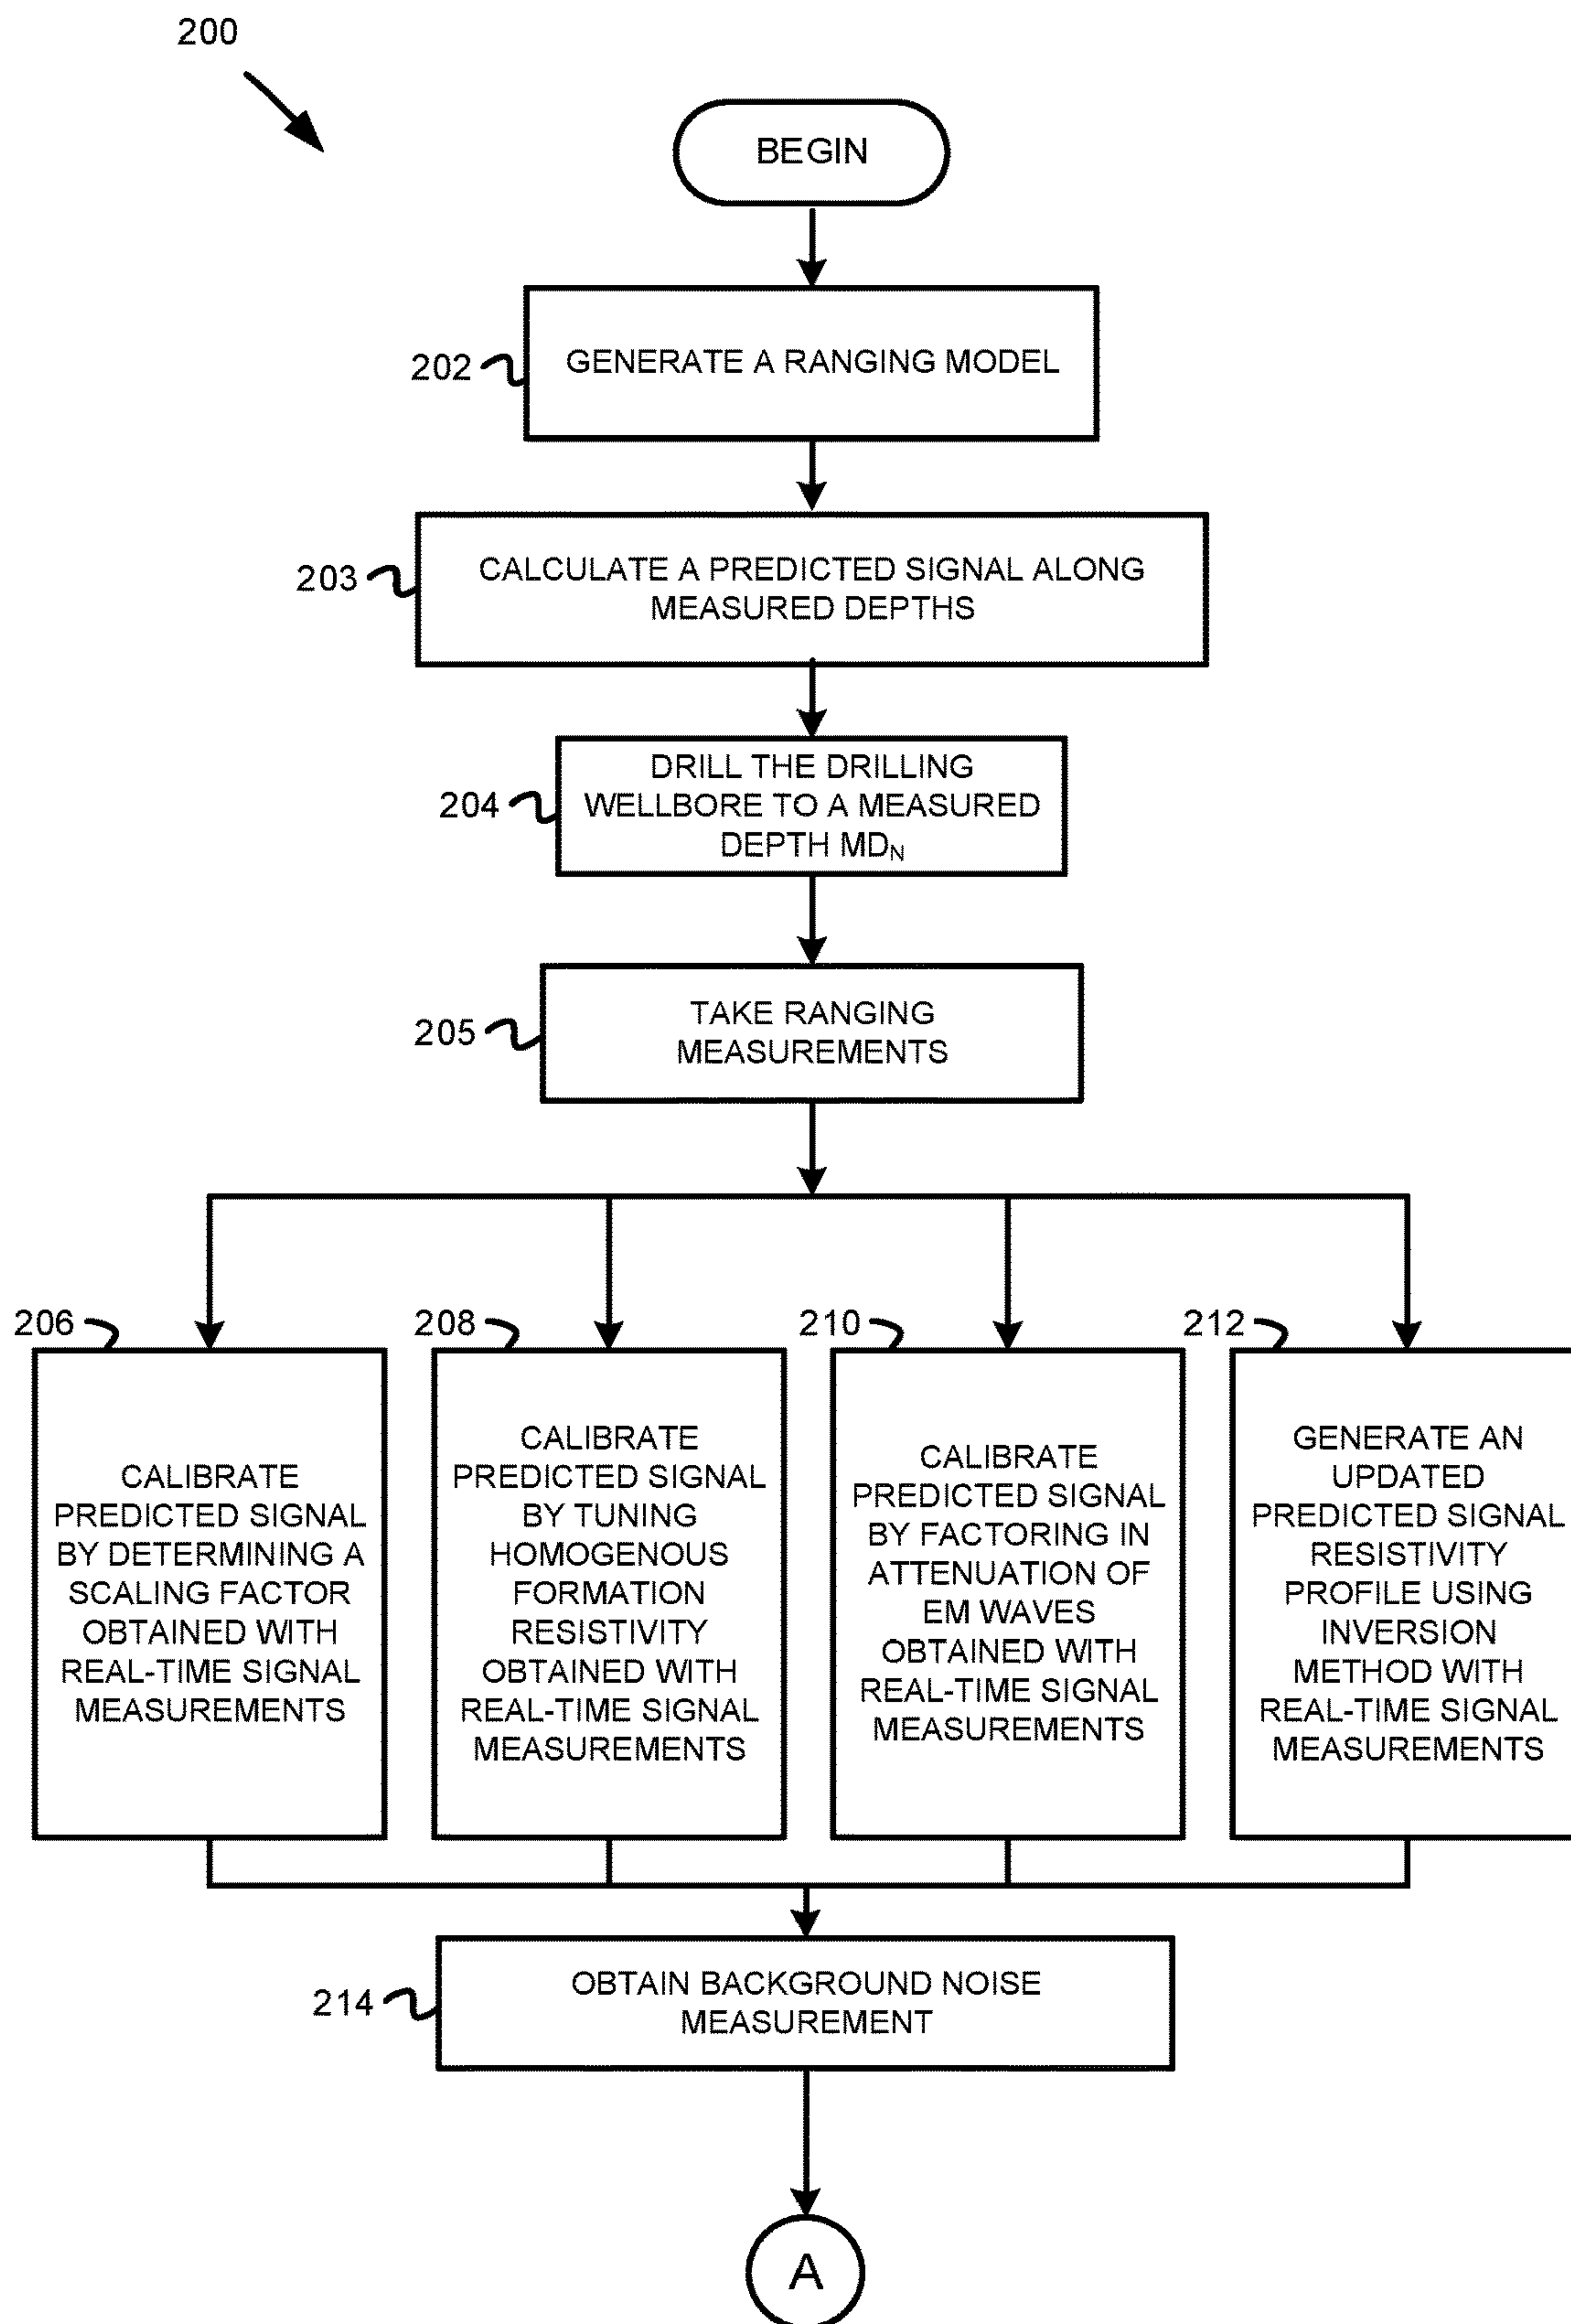 200
BEGIN
202
GENERATE A RANGING MODEL
203
CALCULATE A PREDICTED SIGNAL ALONG
MEASURED DEPTHS
204
DRILL THE DRILLING
WELLBORE TO A MEASURED
DEPTH MDN
205
TAKE RANGING
MEASUREMENTS
206
CALIBRATE
PREDICTED SIGNAL
BY DETERMINING A
SCALING FACTOR
OBTAINED WITH
REAL-TIME SIGNAL
MEASUREMENTS
208
CALIBRATE
PREDICTED SIGNAL
BY TUNING
HOMOGENOUS
FORMATION
RESISTIVITY
OBTAINED WITH
REAL-TIME SIGNAL
MEASUREMENTS
210
CALIBRATE
PREDICTED SIGNAL
BY FACTORING IN
ATTENUATION OF
EM WAVES
OBTAINED WITH
REAL-TIME SIGNAL
MEASUREMENTS
212
GENERATE AN
UPDATED
PREDICTED SIGNAL
RESISTIVITY
PROFILE USING
INVERSION
METHOD WITH
REAL-TIME SIGNAL
MEASUREMENTS
214
OBTAIN BACKGROUND NOISE
MEASUREMENT
A